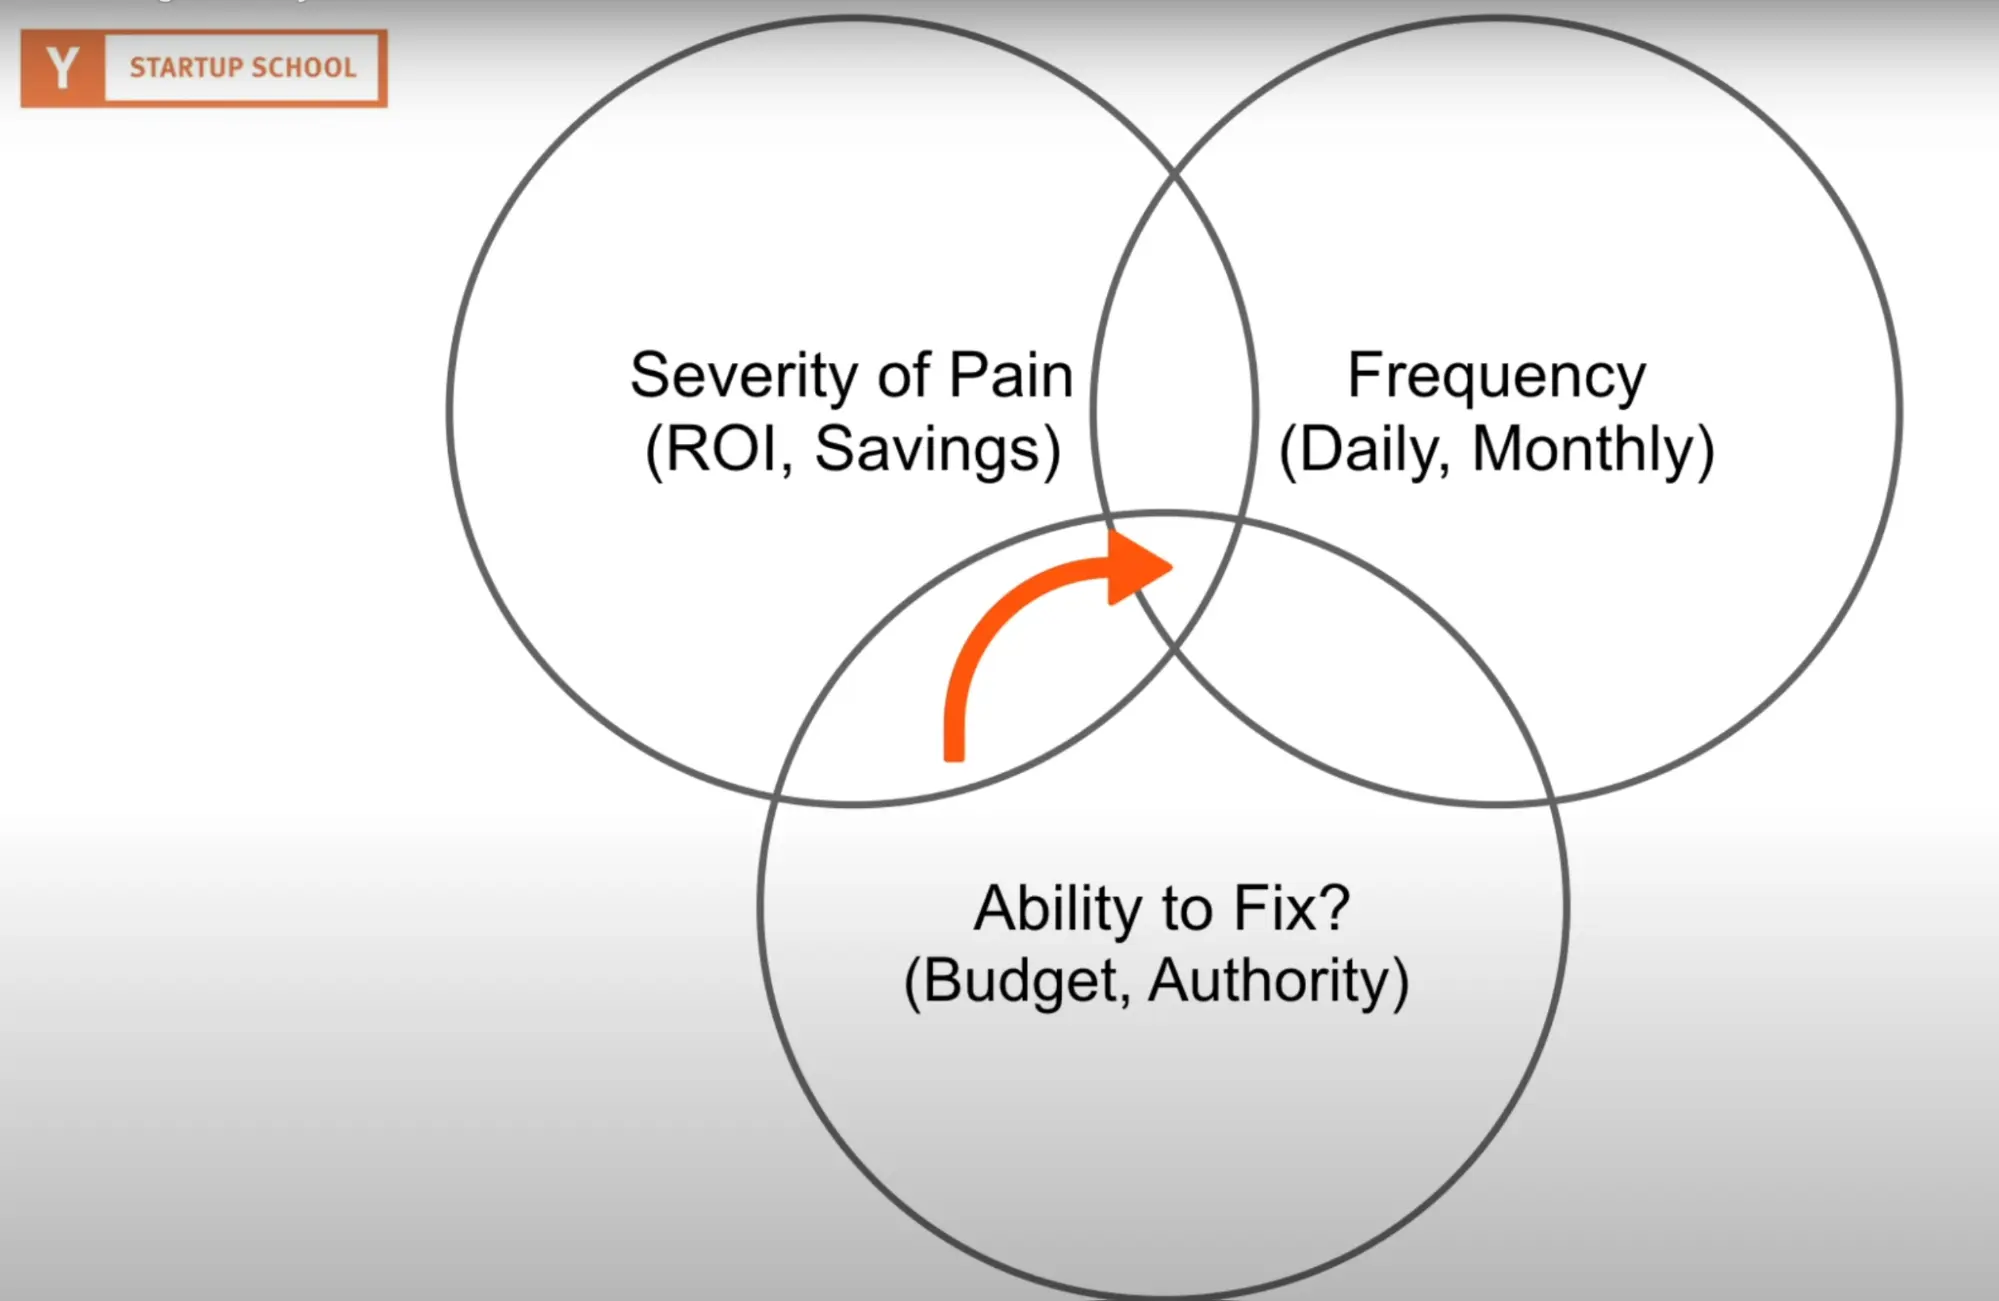 Y STARTUP SCHOOL
Severity of Pain
(ROI, Savings)
Frequency
(Daily, Monthly)
Ability to Fix?
(Budget, Authority)